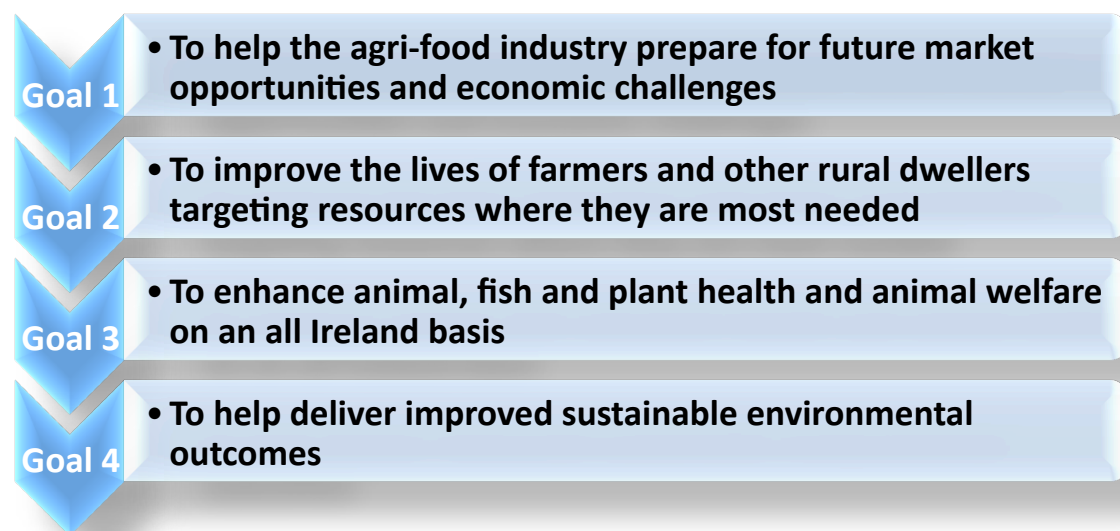 Goal 1
• To help the agri-food industry prepare for future market
opportunities and economic challenges
Goal 2
• To improve the lives of farmers and other rural dwellers
targeting resources where they are most needed
Goal 3
• To enhance animal, fish and plant health and animal welfare
on an all Ireland basis
Goal 4
• To help deliver improved sustainable environmental
outcomes